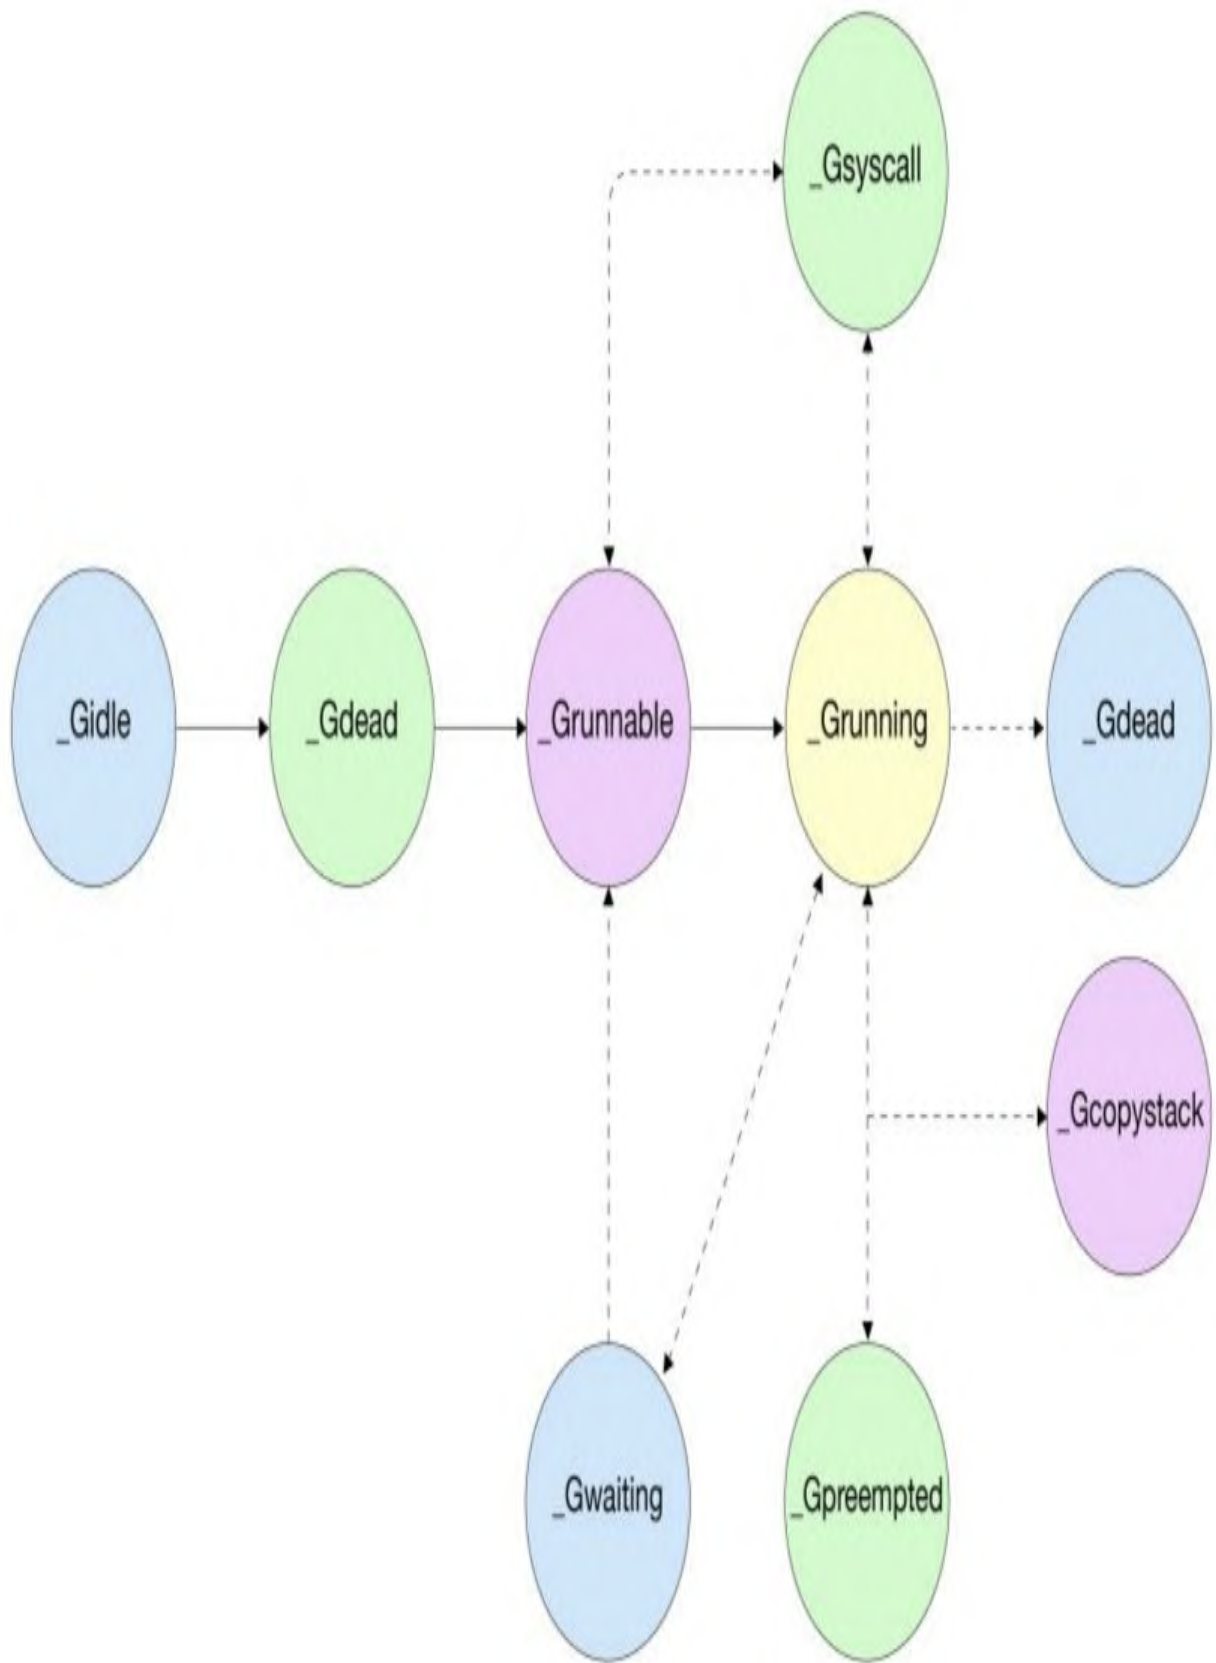 _Gsyscall
_Gidle
_Gdead
_Grunnable
_Grunning
_Gdead
_Gcopystack
_Gwaiting
_Gpreempted